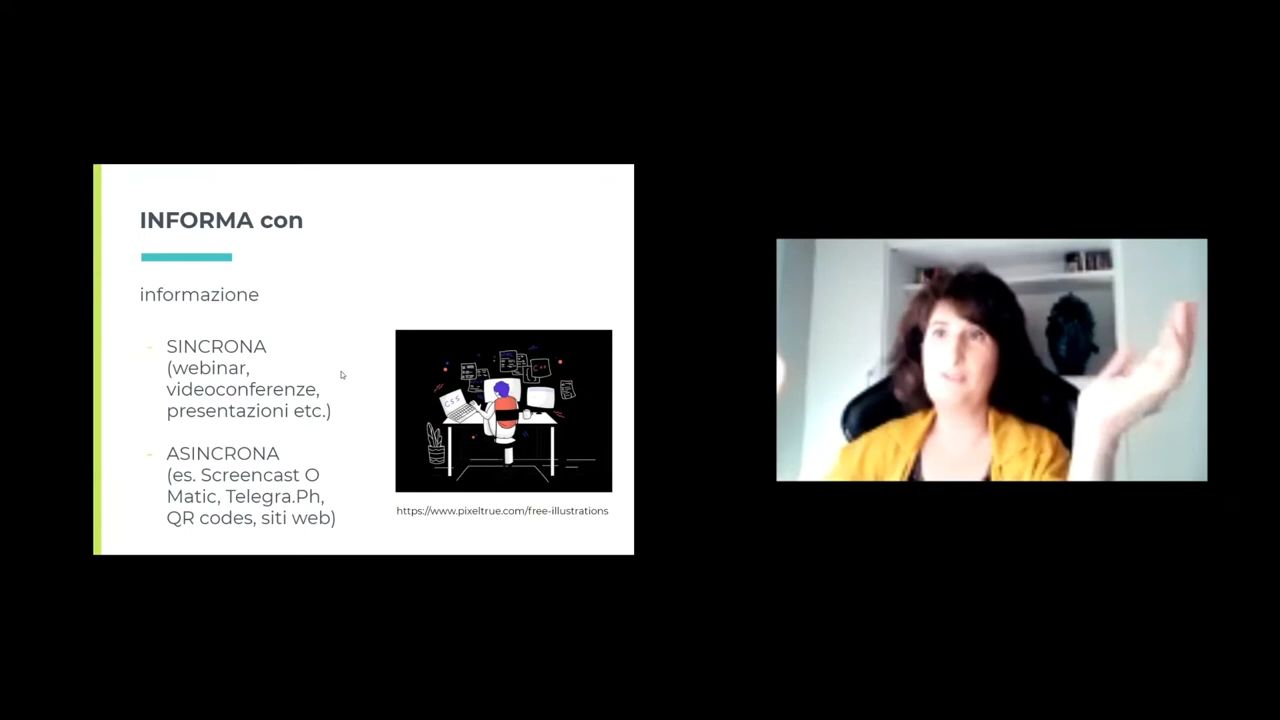 INFORMA con
informazione
- SINCRONA
(webinar,
videoconferenze,
presentazioni etc.)
- ASINCRONA
(es. Screencast O
Matic, Telegra.Ph,
QR codes, siti web)
CSS
C++
https://www.pixeltrue.com/free-illustrations